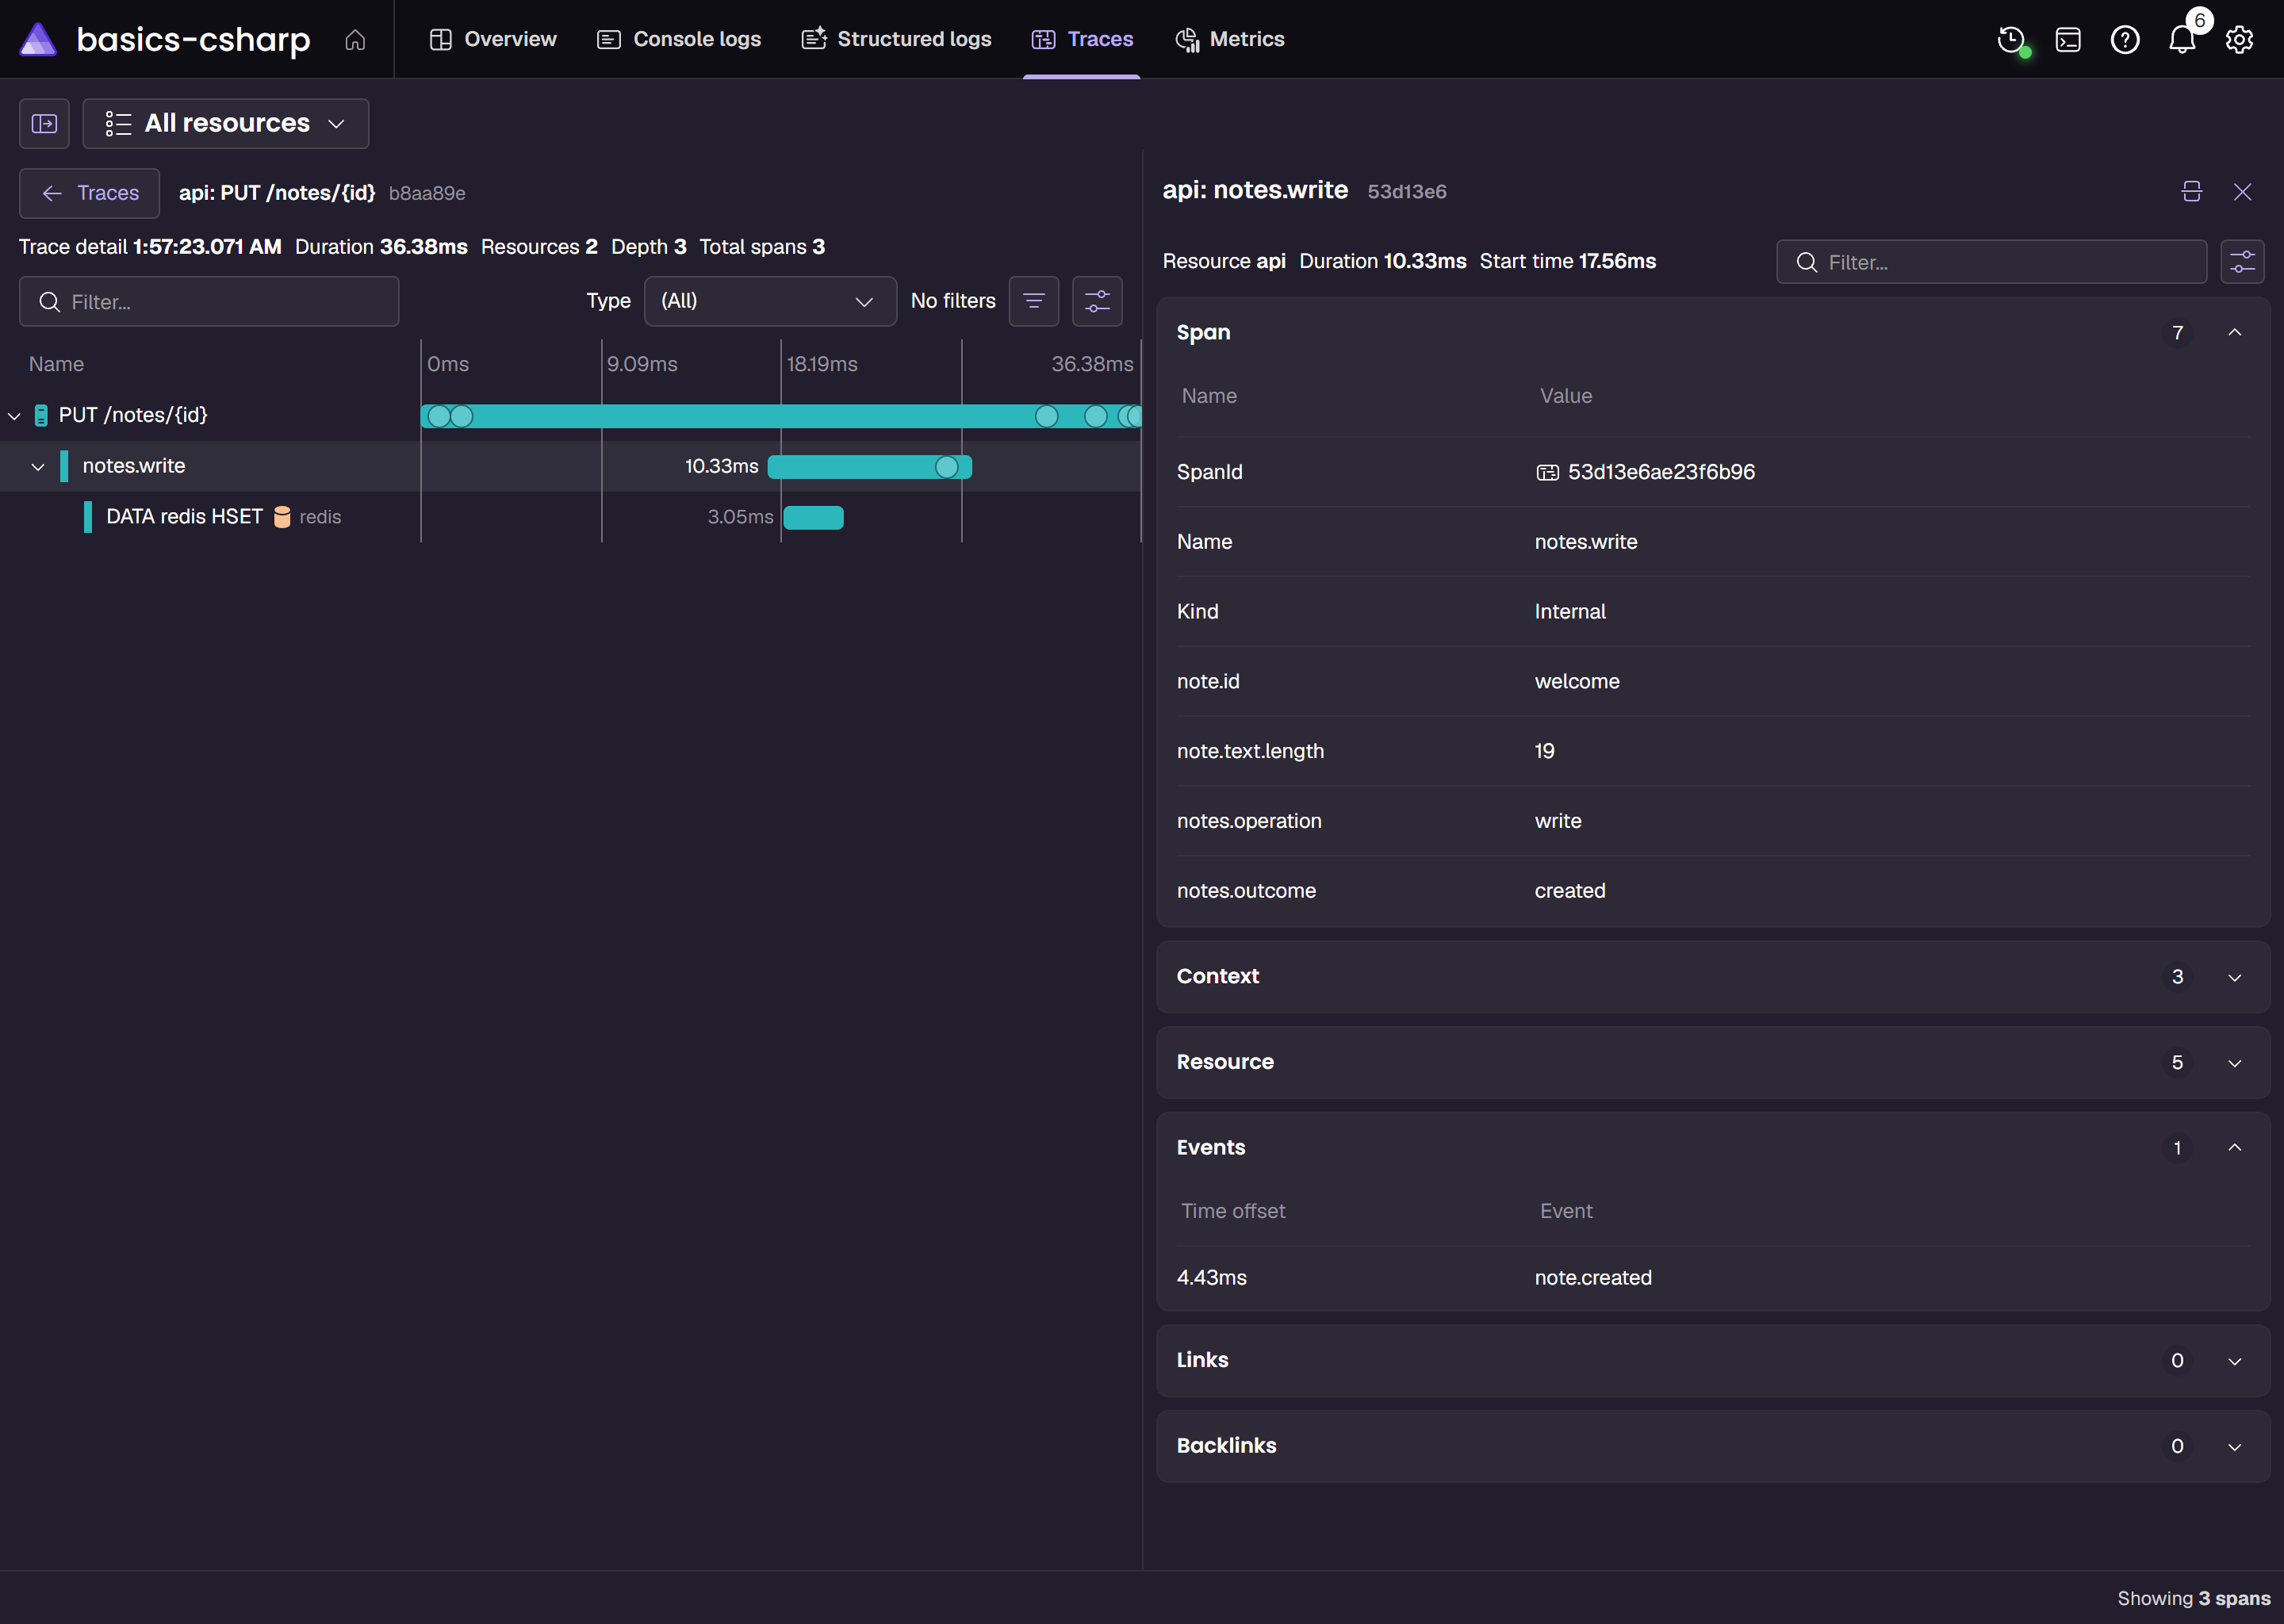 basics-csharp
Overview
Console logs
Structured logs
Traces
Metrics
6
All resources
Traces
api: PUT /notes/{id} b8aa89e
Trace detail 1:57:23.071 AM Duration 36.38ms Resources 2 Depth 3 Total spans 3
Filter...
Type
(All)
No filters
Name
0ms
9.09ms
18.19ms
36.38ms
PUT /notes/{id}
notes.write
10.33ms
DATA redis HSET redis
3.05ms
api: notes.write 53d13e6
Resource api Duration 10.33ms Start time 17.56ms
Filter...
Span
7
Name
Value
SpanId
53d13e6ae23f6b96
Name
notes.write
Kind
Internal
note.id
welcome
note.text.length
19
notes.operation
write
notes.outcome
created
Context
3
Resource
5
Events
1
Time offset
Event
4.43ms
note.created
Links
0
Backlinks
0
Showing 3 spans